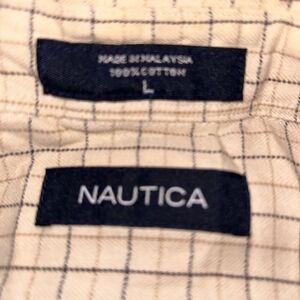 MADE IN MALAYSIA
100% COTTON
L
NAUTICA